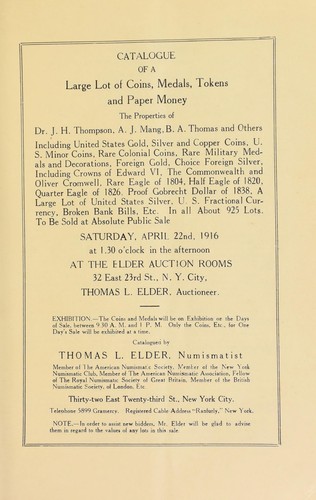 CATALOGUE
OF A
Large Lot of Coins, Medals, Tokens
and Paper Money
The Properties of
Dr. J. H. Thompson, A. J. Mang, B. A. Thomas and Others
Including United States Gold, Silver and Copper Coins, U.
S. Minor Coins, Rare Colonial Coins, Rare Military Med-
als and Decorations, Foreign Gold, Choice Foreign Silver,
Including Crowns of Edward VI, The Commonwealth and
Oliver Cromwell, Rare Eagle of 1804, Half Eagle of 1820,
Quarter Eagle of 1826, Proof Gobrecht Dollar of 1838, A
Large Lot of United States Silver, U. S. Fractional Cur-
rency, Broken Bank Bills, Etc. In all About 925 Lots.
To Be Sold at Absolute Public Sale
SATURDAY, APRIL 22nd, 1916
at 1.30 o'clock in the afternoon
AT THE ELDER AUCTION ROOMS
32 East 23rd St., N. Y. City,
THOMAS L. ELDER, Auctioneer.
EXHIBITION.—The Coins and Medals will be on Exhibition on the Days
of Sale, between 9.30 A. M. and 1 P. M. Only the Coins, Etc., for One
Day's Sale will be exhibited at a time.
Catalogued by
THOMAS L. ELDER, Numismatist
Member of The American Numismatic Society, Member of the New York
Numismatic Club, Member of The American Numismatic Association, Fellow
of The Royal Numismatic Society of Great Britain, Member of the British
Numismatic Society, of London, Etc.
Thirty-two East Twenty-third St., New York City.
Telephone 5899 Gramercy. Registered Cable Address "Ranbely," New York.
NOTE.—In order to assist new bidders, Mr. Elder will be glad to advise
them in regard to the values of any lots in this sale.